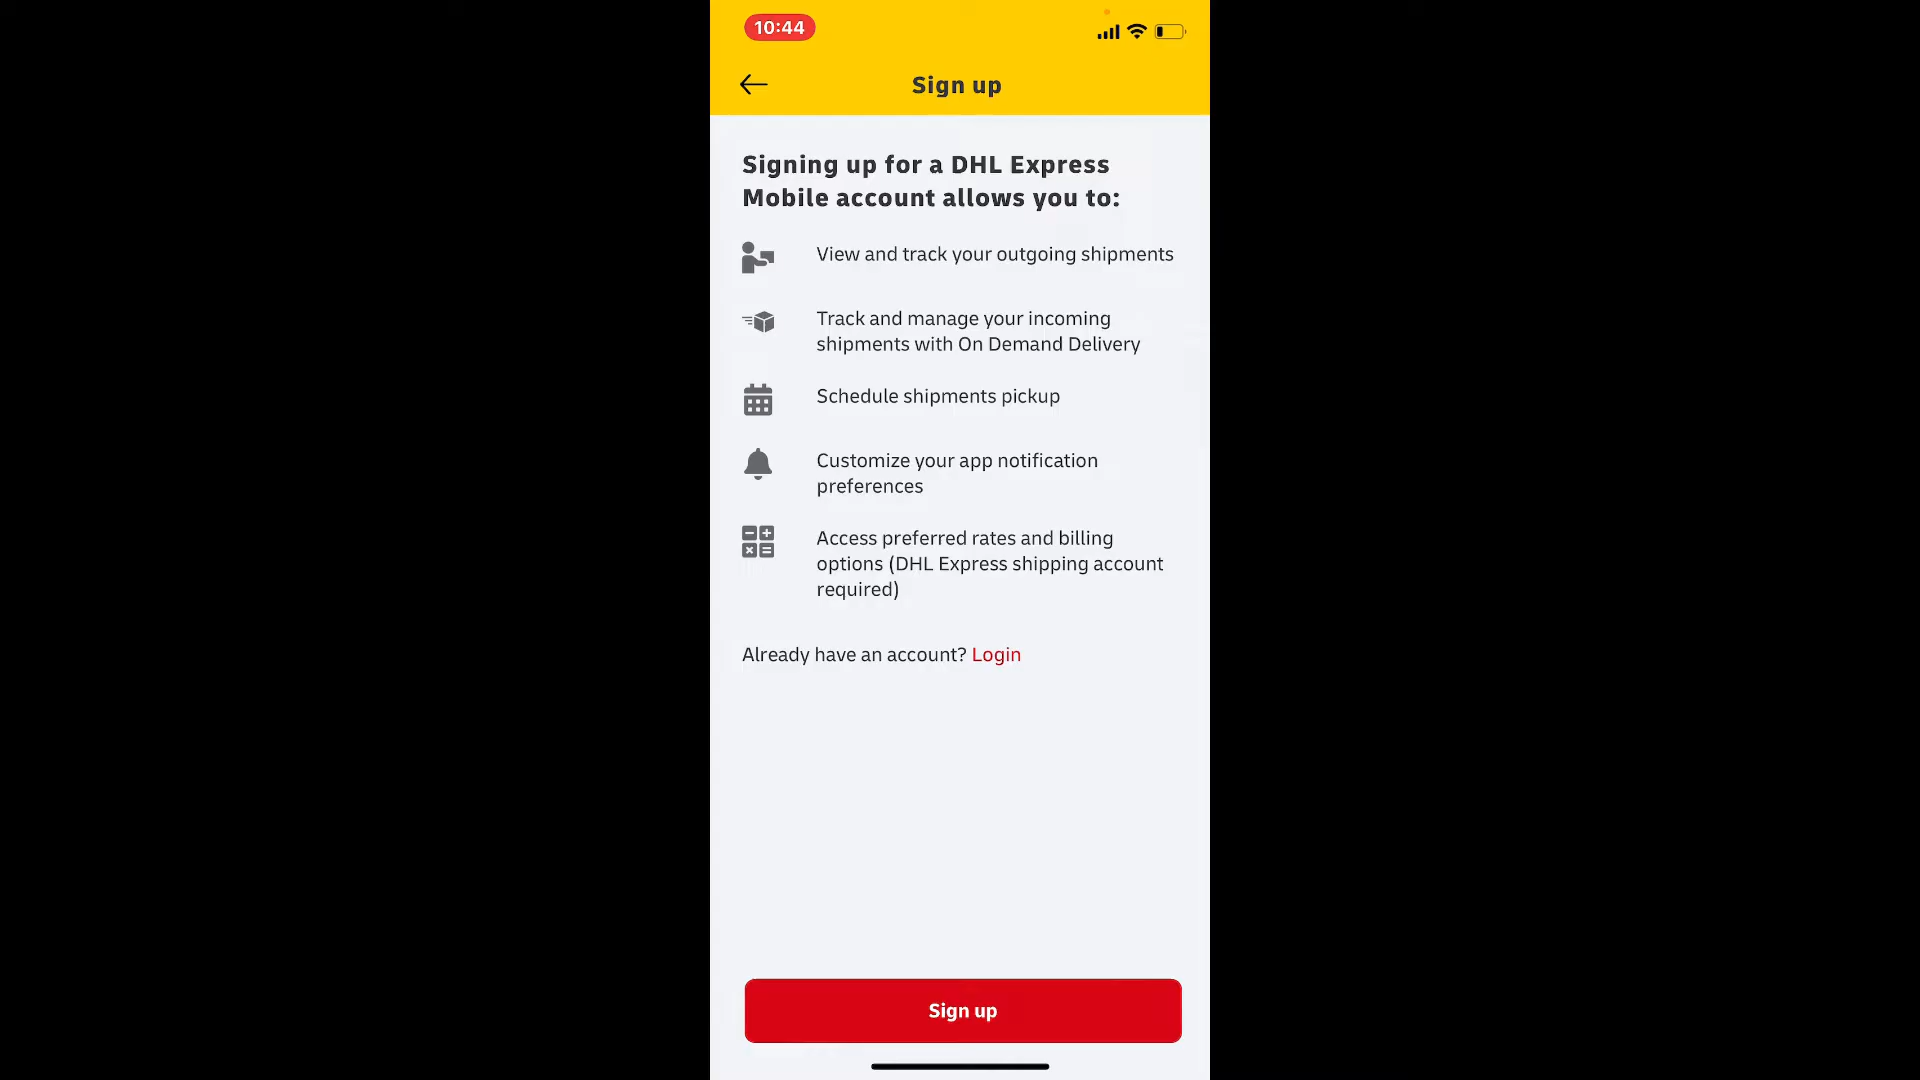 10:44
Sign up
Signing up for a DHL Express
Mobile account allows you to:
View and track your outgoing shipments
Track and manage your incoming
shipments with On Demand Delivery
Schedule shipments pickup
Customize your app notification
preferences
Access preferred rates and billing
options (DHL Express shipping account
required)
Already have an account? Login
Sign up